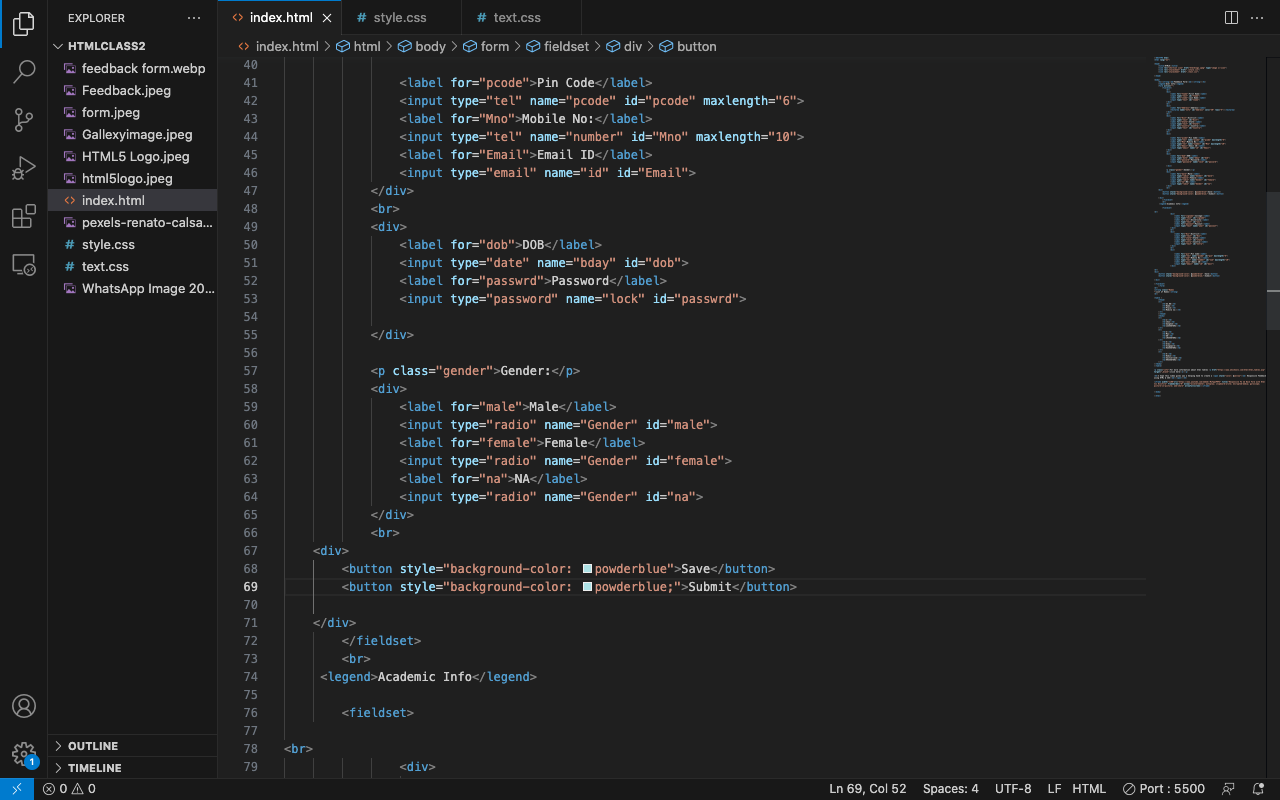 EXPLORER
HTMLCLASS2
feedback form.webp
Feedback.jpeg
form.jpeg
Gallexyimage.jpeg
HTML5 Logo.jpeg
html5logo.jpeg
index.html
pexels-renato-calsa...
style.css
text.css
WhatsApp Image 20...
OUTLINE
TIMELINE
index.html
style.css
text.css
index.html > html > body > form > fieldset > div > button
40
41 <label for="pcode">Pin Code</label>
42 <input type="tel" name="pcode" id="pcode" maxlength="6">
43 <label for="Mno">Mobile No:</label>
44 <input type="tel" name="number" id="Mno" maxlength="10">
45 <label for="Email">Email ID</label>
46 <input type="email" name="id" id="Email">
47 </div>
48 <br>
49 <div>
50 <label for="dob">DOB</label>
51 <input type="date" name="bday" id="dob">
52 <label for="passwrd">Password</label>
53 <input type="password" name="lock" id="passwrd">
54
55 </div>
56
57 <p class="gender">Gender:</p>
58 <div>
59 <label for="male">Male</label>
60 <input type="radio" name="Gender" id="male">
61 <label for="female">Female</label>
62 <input type="radio" name="Gender" id="female">
63 <label for="na">NA</label>
64 <input type="radio" name="Gender" id="na">
65 </div>
66 <br>
67 <div>
68 <button style="background-color: powderblue">Save</button>
69 <button style="background-color: powderblue;">Submit</button>
70
71 </div>
72 </fieldset>
73 <br>
74 <legend>Academic Info</legend>
75
76 <fieldset>
77
78 <br>
79 <div>
1
0 0
Ln 69, Col 52 Spaces: 4 UTF-8 LF HTML Port : 5500